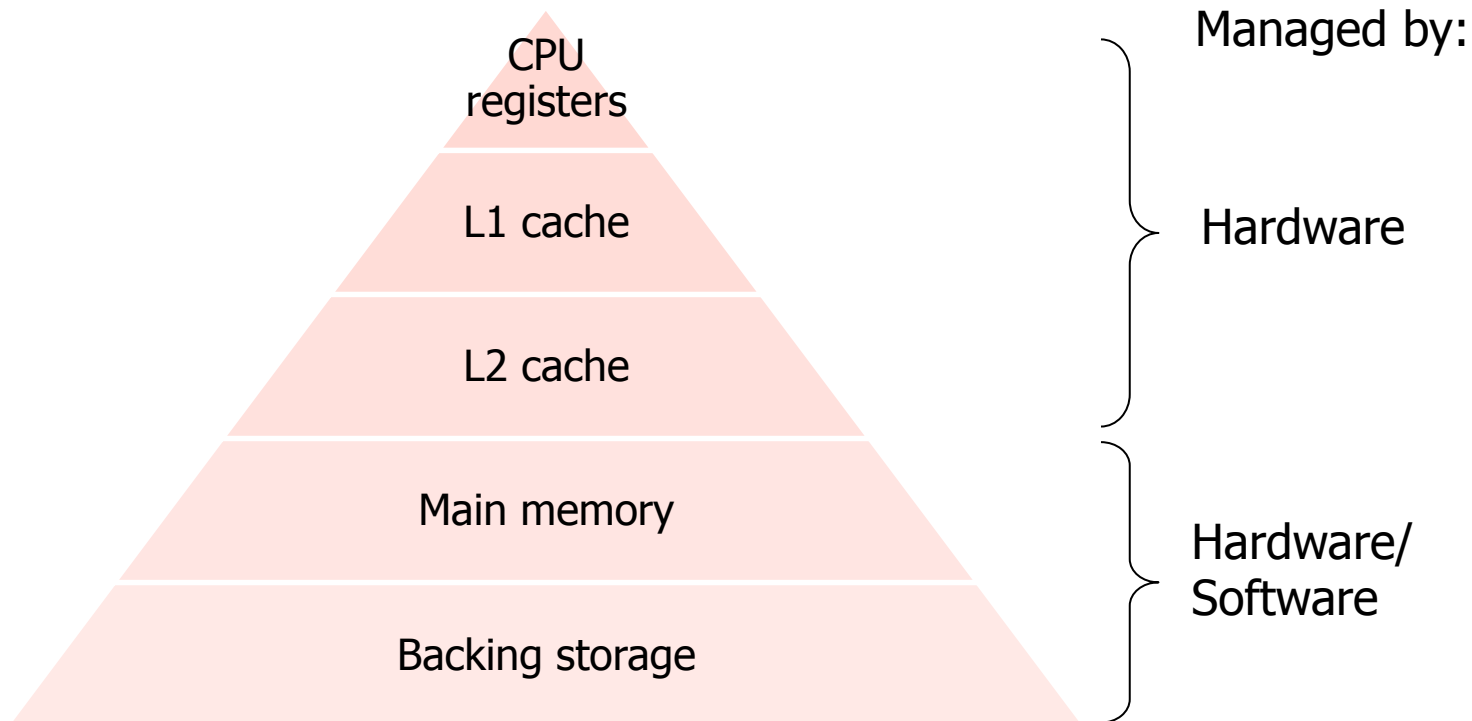 Managed by:
CPU
registers
L1 cache
Hardware
L2 cache
Main memory
Hardware/
Software
Backing storage